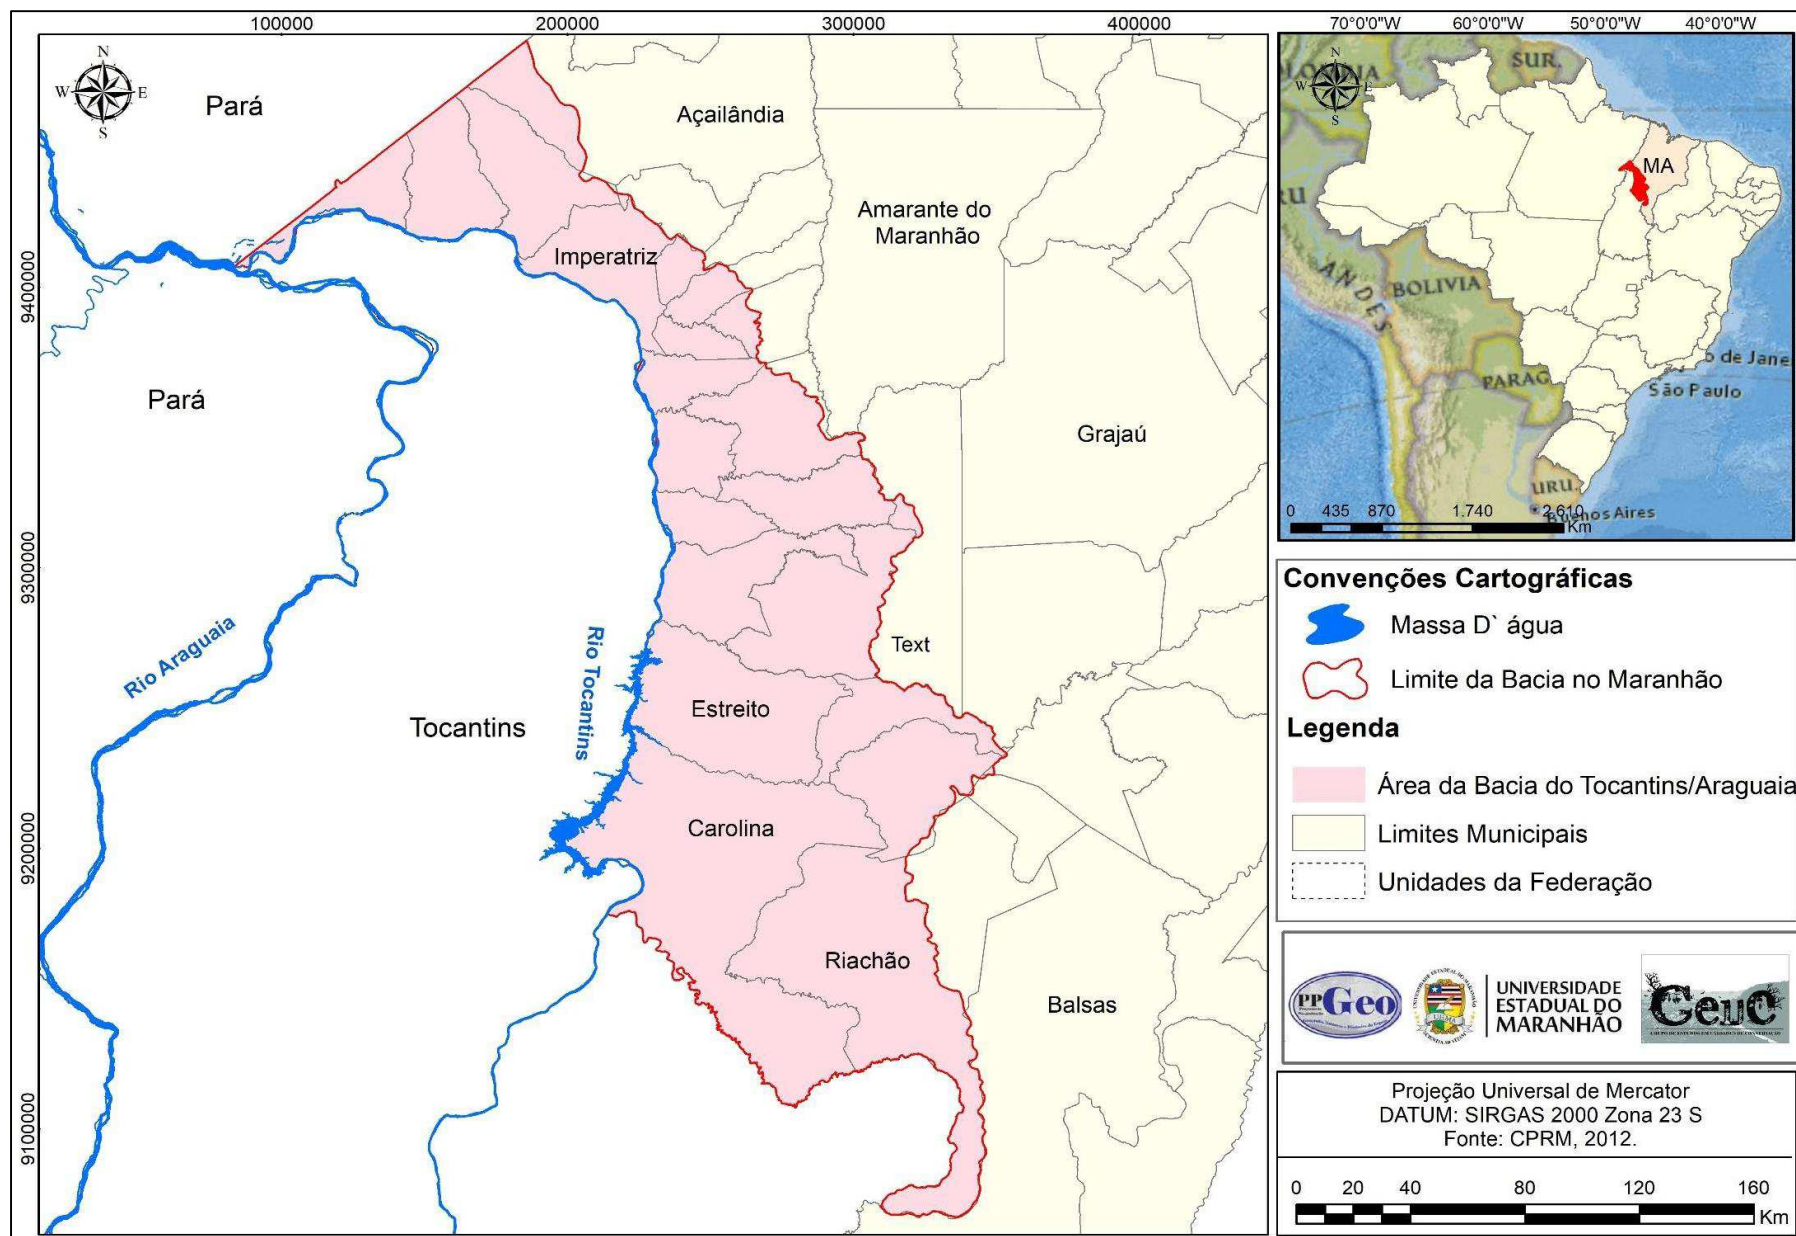 100000
200000
300000
400000
9400000
9300000
9200000
9100000
N
W
E
S
Pará
Açailândia
Amarante do
Maranhão
Imperatriz
Pará
Grajaú
Rio Araguaia
Rio Tocantins
Text
Tocantins
Estreito
Carolina
Riachão
Balsas
70°0'0"W
60°0'0"W
50°0'0"W
40°0'0"W
N
W
E
S
SUR.
MA
ANDES
BOLIVIA
PARAG
o de Jane
São Paulo
URU.
Buenos Aires
0
435
870
1.740
2.610
Km
Convenções Cartográficas
Massa D` água
Limite da Bacia no Maranhão
Legenda
Área da Bacia do Tocantins/Araguaia
Limites Municipais
Unidades da Federação
PPGeo
UNIVERSIDADE
ESTADUAL DO
MARANHÃO
GeUC
Projeção Universal de Mercator
DATUM: SIRGAS 2000 Zona 23 S
Fonte: CPRM, 2012.
0
20
40
80
120
160
Km